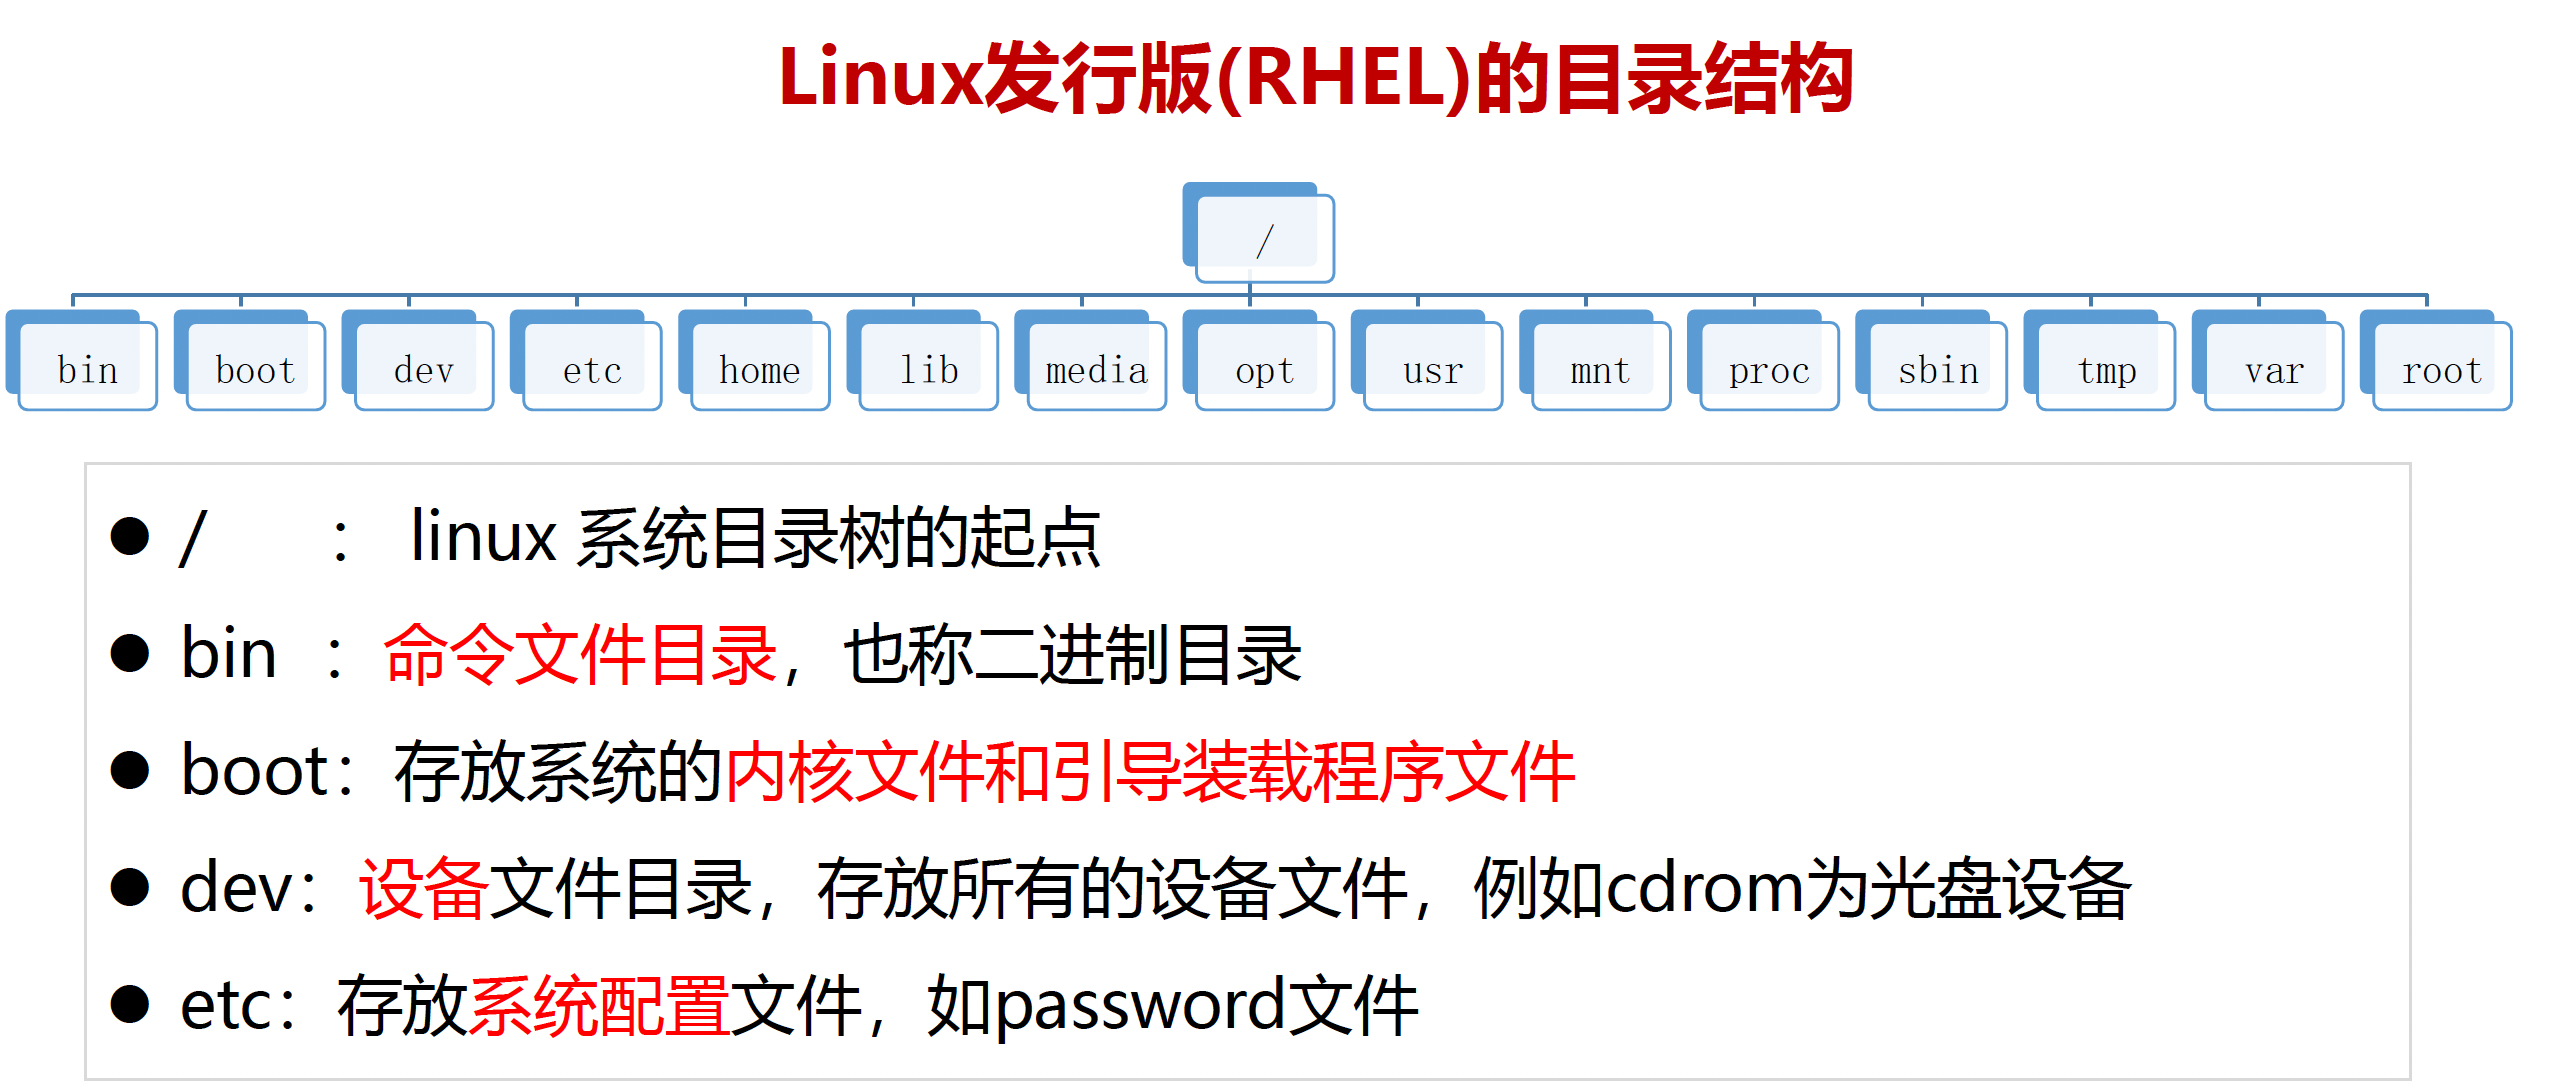 Linux发行版(RHEL)的目录结构
/
bin boot dev etc home lib media opt usr mnt proc sbin tmp var root
● / ： linux 系统目录树的起点
● bin ：命令文件目录，也称二进制目录
● boot：存放系统的内核文件和引导装载程序文件
● dev：设备文件目录，存放所有的设备文件，例如cdrom为光盘设备
● etc：存放系统配置文件，如password文件